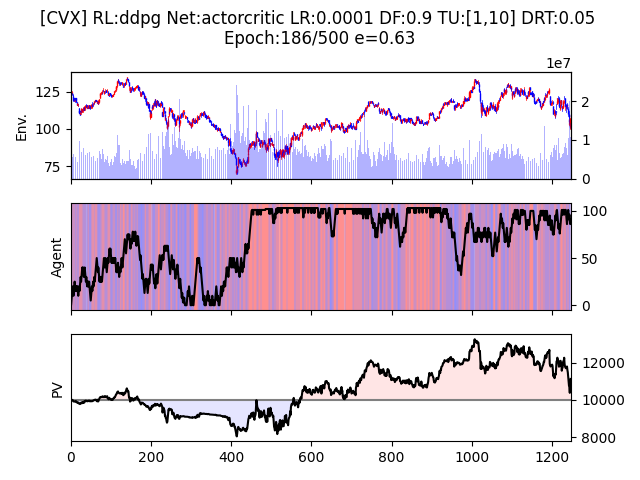 [CVX] RL:ddpg Net:actorcritic LR:0.0001 DF:0.9 TU:[1,10] DRT:0.05
Epoch:186/500 e=0.63
1e7
125
100
75
Env.
2
1
0
Agent
100
50
0
PV
12000
10000
8000
0 200 400 600 800 1000 1200